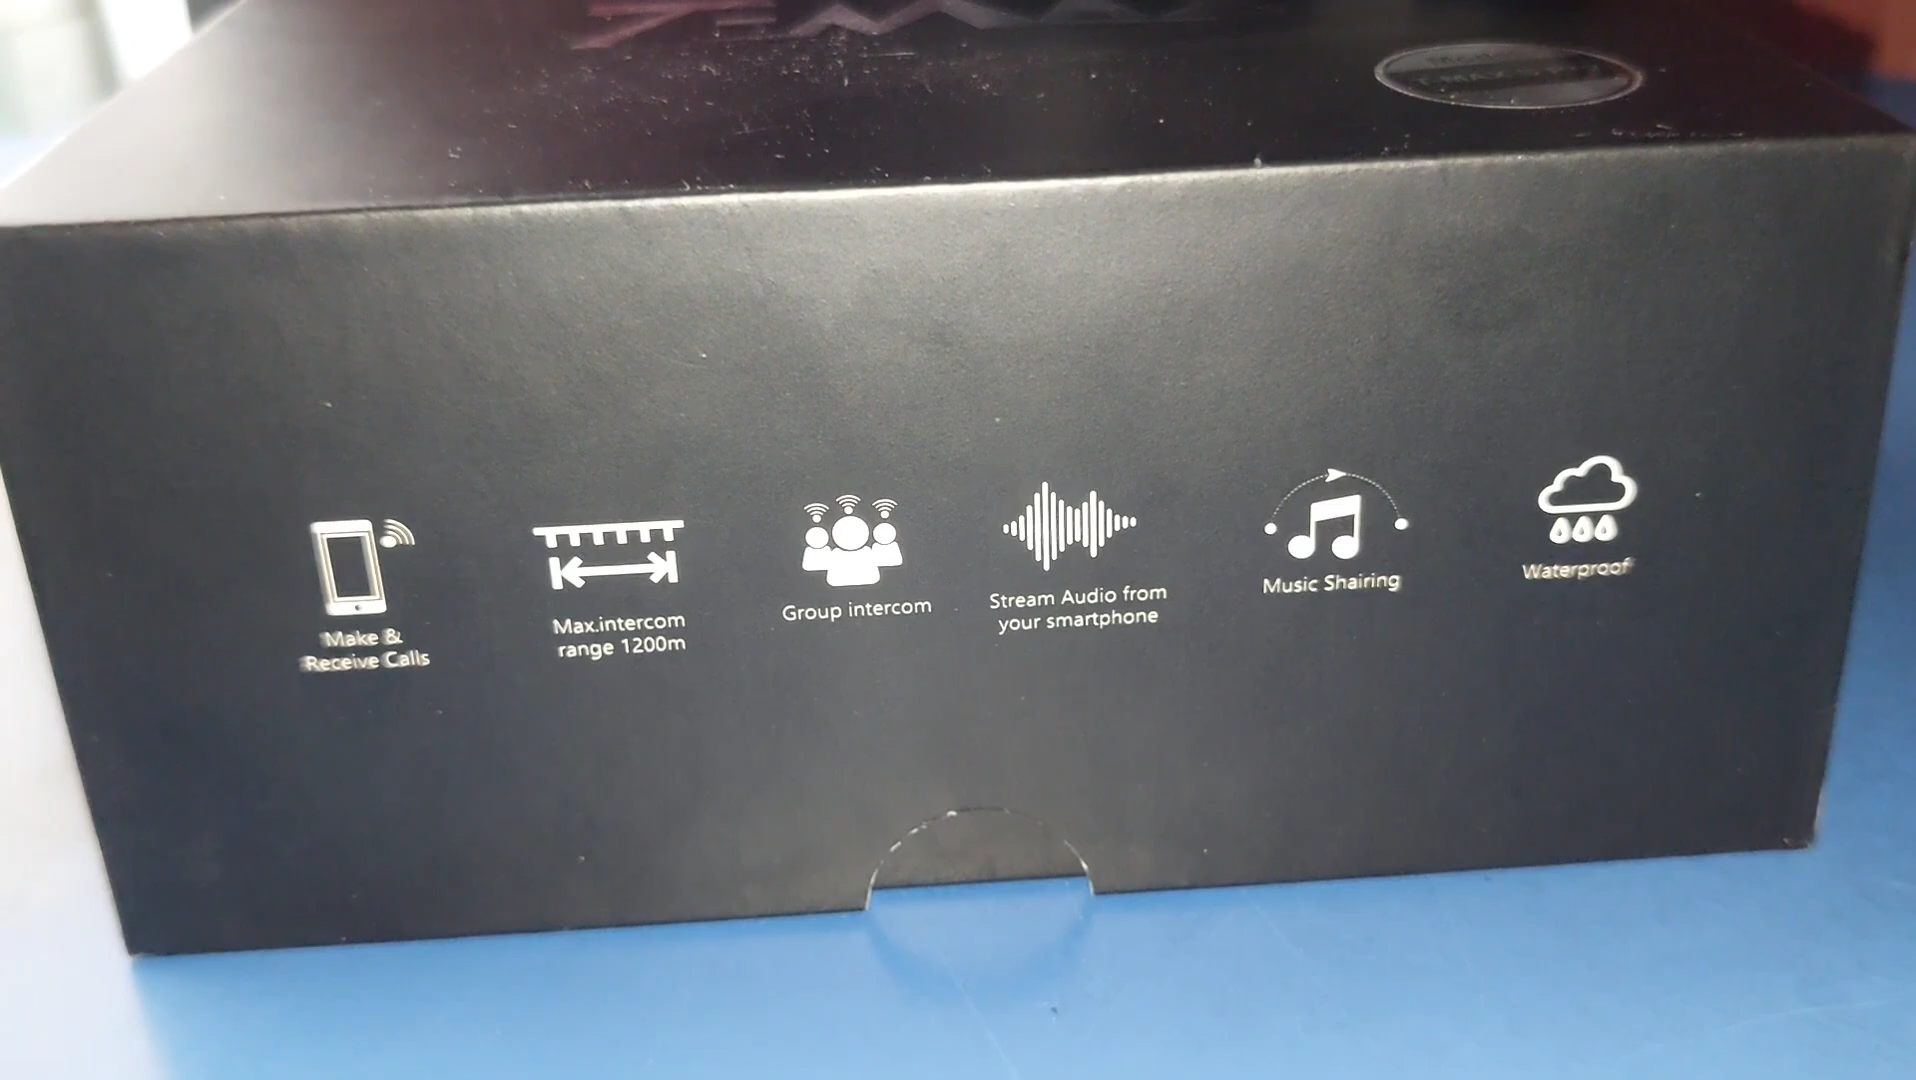 Make &
Receive Calls
Max.intercom
range 1200m
Group intercom
Stream Audio from
your smartphone
Music Shairing
Waterproof